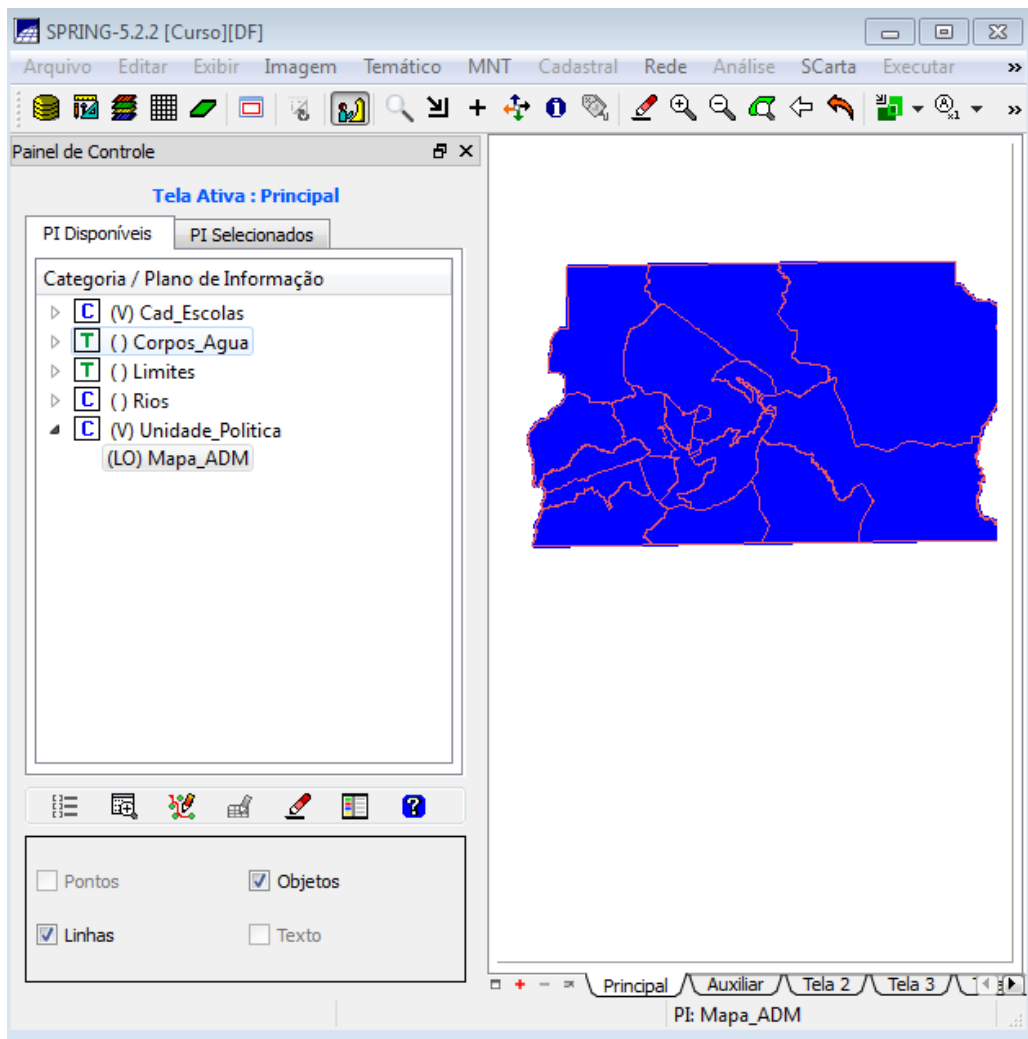 SPRING-5.2.2 [Curso][DF]
Arquivo Editar Exibir Imagem Temático MNT Cadastral Rede Análise SCarta Executar »
A x1 »
Painel de Controle
Tela Ativa : Principal
PI Disponíveis PI Selecionados
Categoria / Plano de Informação
C (V) Cad_Escolas
T ( ) Corpos_Agua
T ( ) Limites
C ( ) Rios
C (V) Unidade_Politica
(LO) Mapa_ADM
Pontos Objetos
Linhas Texto
Principal Auxiliar Tela 2 Tela 3
PI: Mapa_ADM